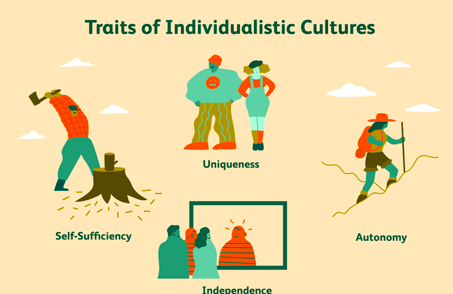 Traits of Individualistic Cultures
Uniqueness
Self-Sufficiency
Autonomy
Independence